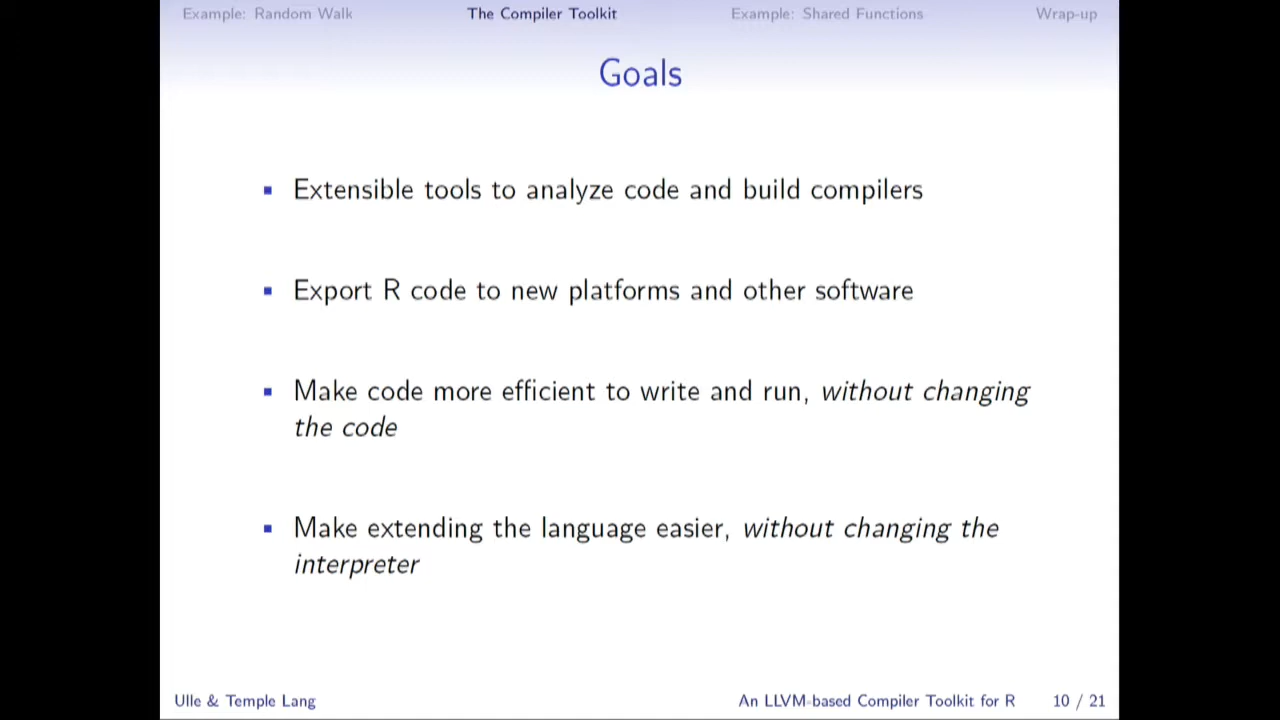 Example: Random Walk The Compiler Toolkit Example: Shared Functions Wrap-up
Goals
Extensible tools to analyze code and build compilers
Export R code to new platforms and other software
Make code more efficient to write and run, without changing
the code
Make extending the language easier, without changing the
interpreter
Ulle & Temple Lang An LLVM-based Compiler Toolkit for R 10 / 21